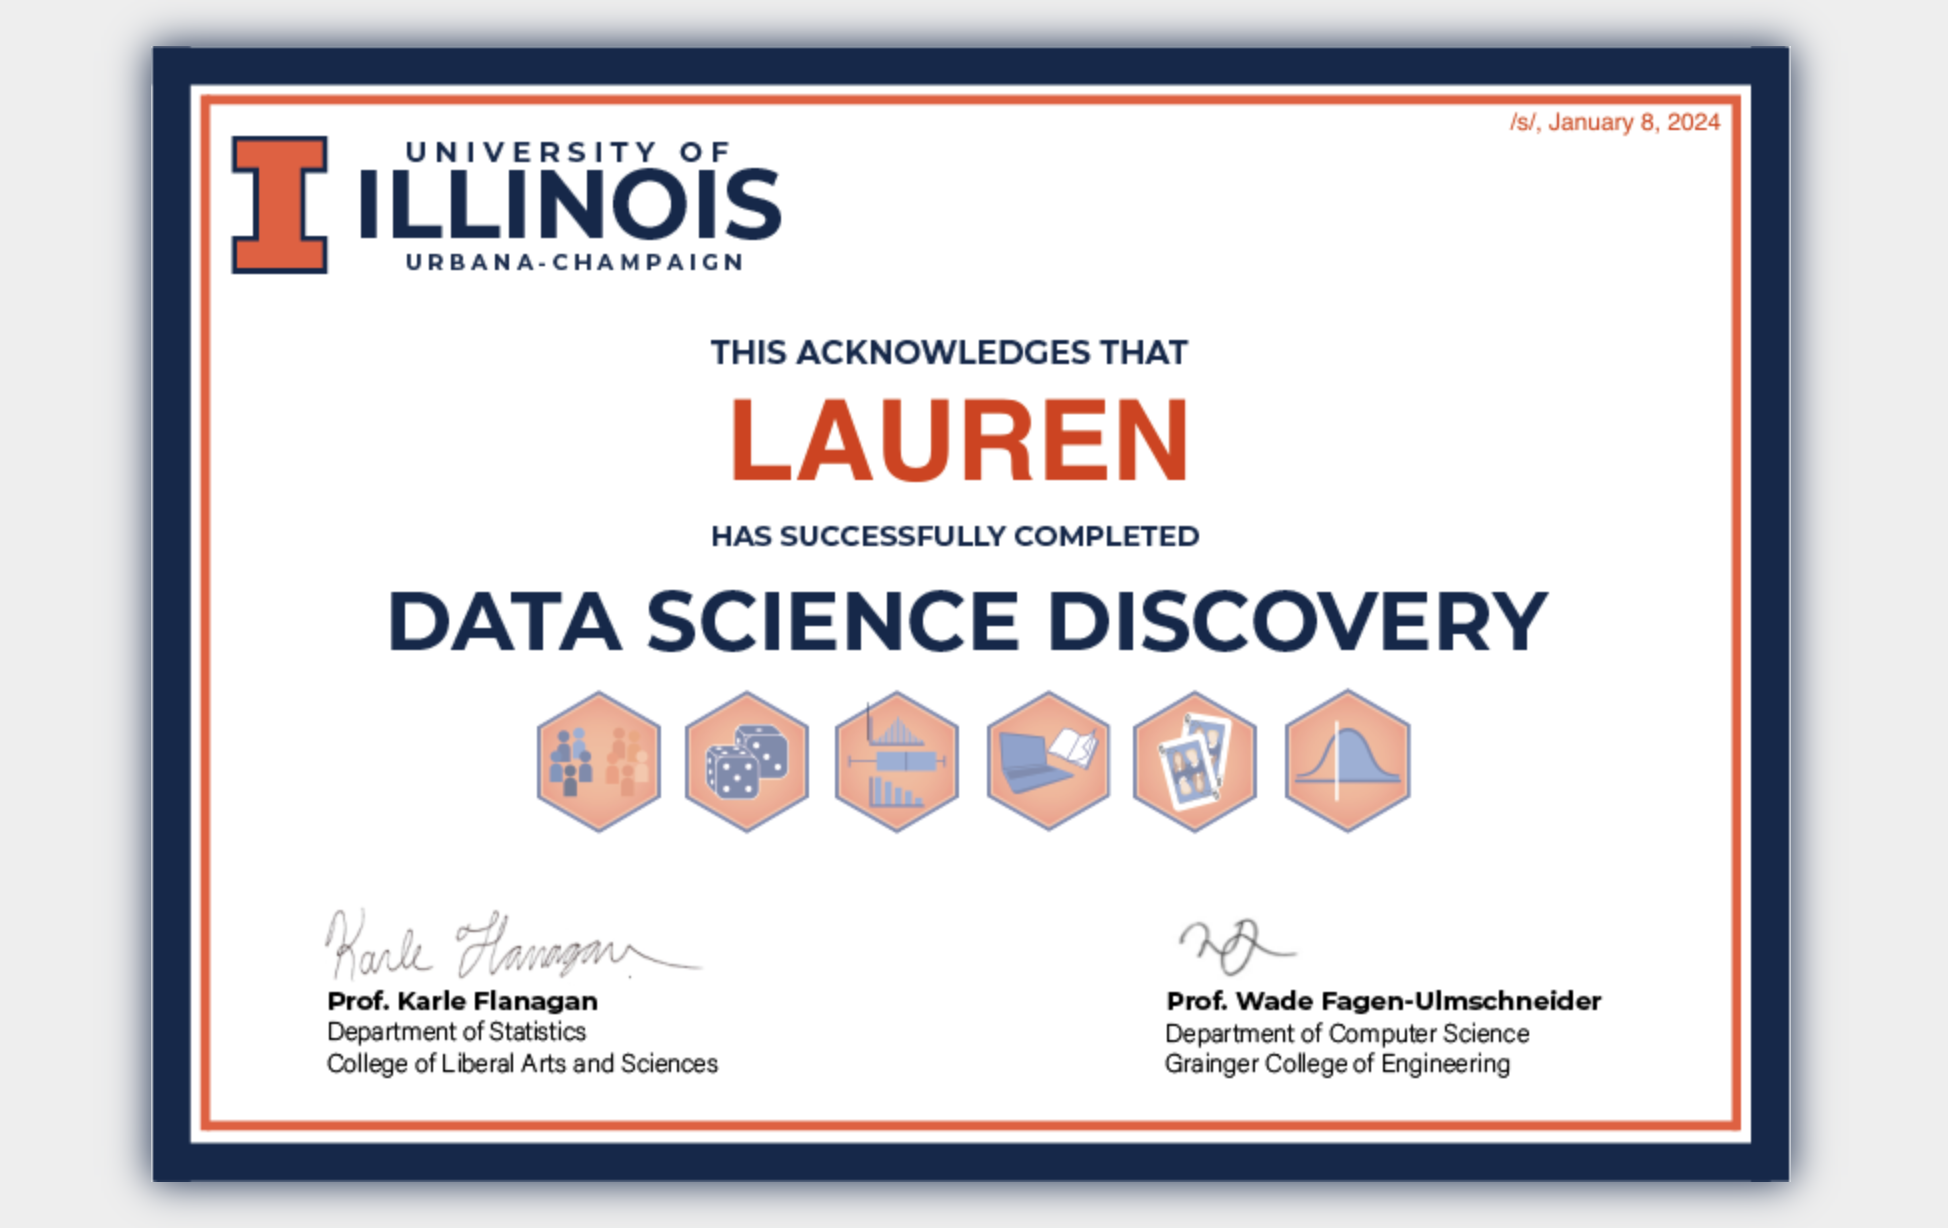 /s/, January 8, 2024
UNIVERSITY OF
ILLINOIS
URBANA-CHAMPAIGN
THIS ACKNOWLEDGES THAT
LAUREN
HAS SUCCESSFULLY COMPLETED
DATA SCIENCE DISCOVERY
Karle Flanagan
Prof. Karle Flanagan
Department of Statistics
College of Liberal Arts and Sciences
Prof. Wade Fagen-Ulmschneider
Department of Computer Science
Grainger College of Engineering